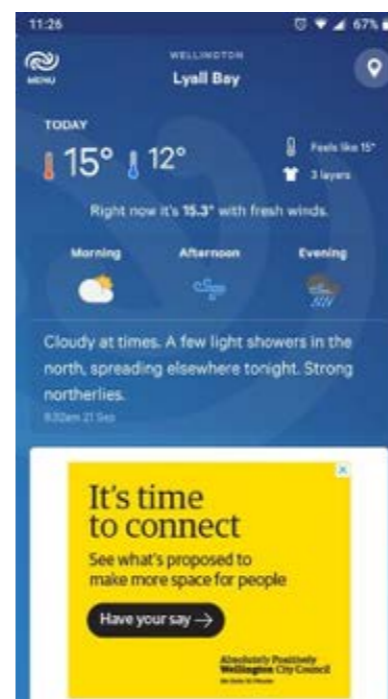 11:26
67%
MENU
WELLINGTON
Lyall Bay
TODAY
15° 12°
Feels like 15°
3 layers
Right now it's 15.3° with fresh winds.
Morning Afternoon Evening
Cloudy at times. A few light showers in the
north, spreading elsewhere tonight. Strong
northerlies.
9:30am 21 Sep
It's time
to connect
See what's proposed to
make more space for people
Have your say →
Absolutely Positively
Wellington City Council